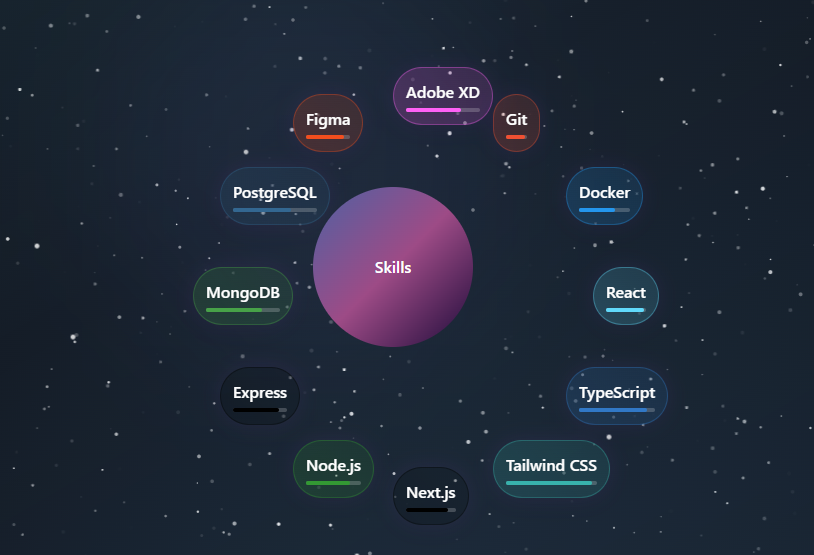 Adobe XD
Figma
Git
PostgreSQL
Docker
Skills
MongoDB
React
Express
TypeScript
Node.js
Tailwind CSS
Next.js